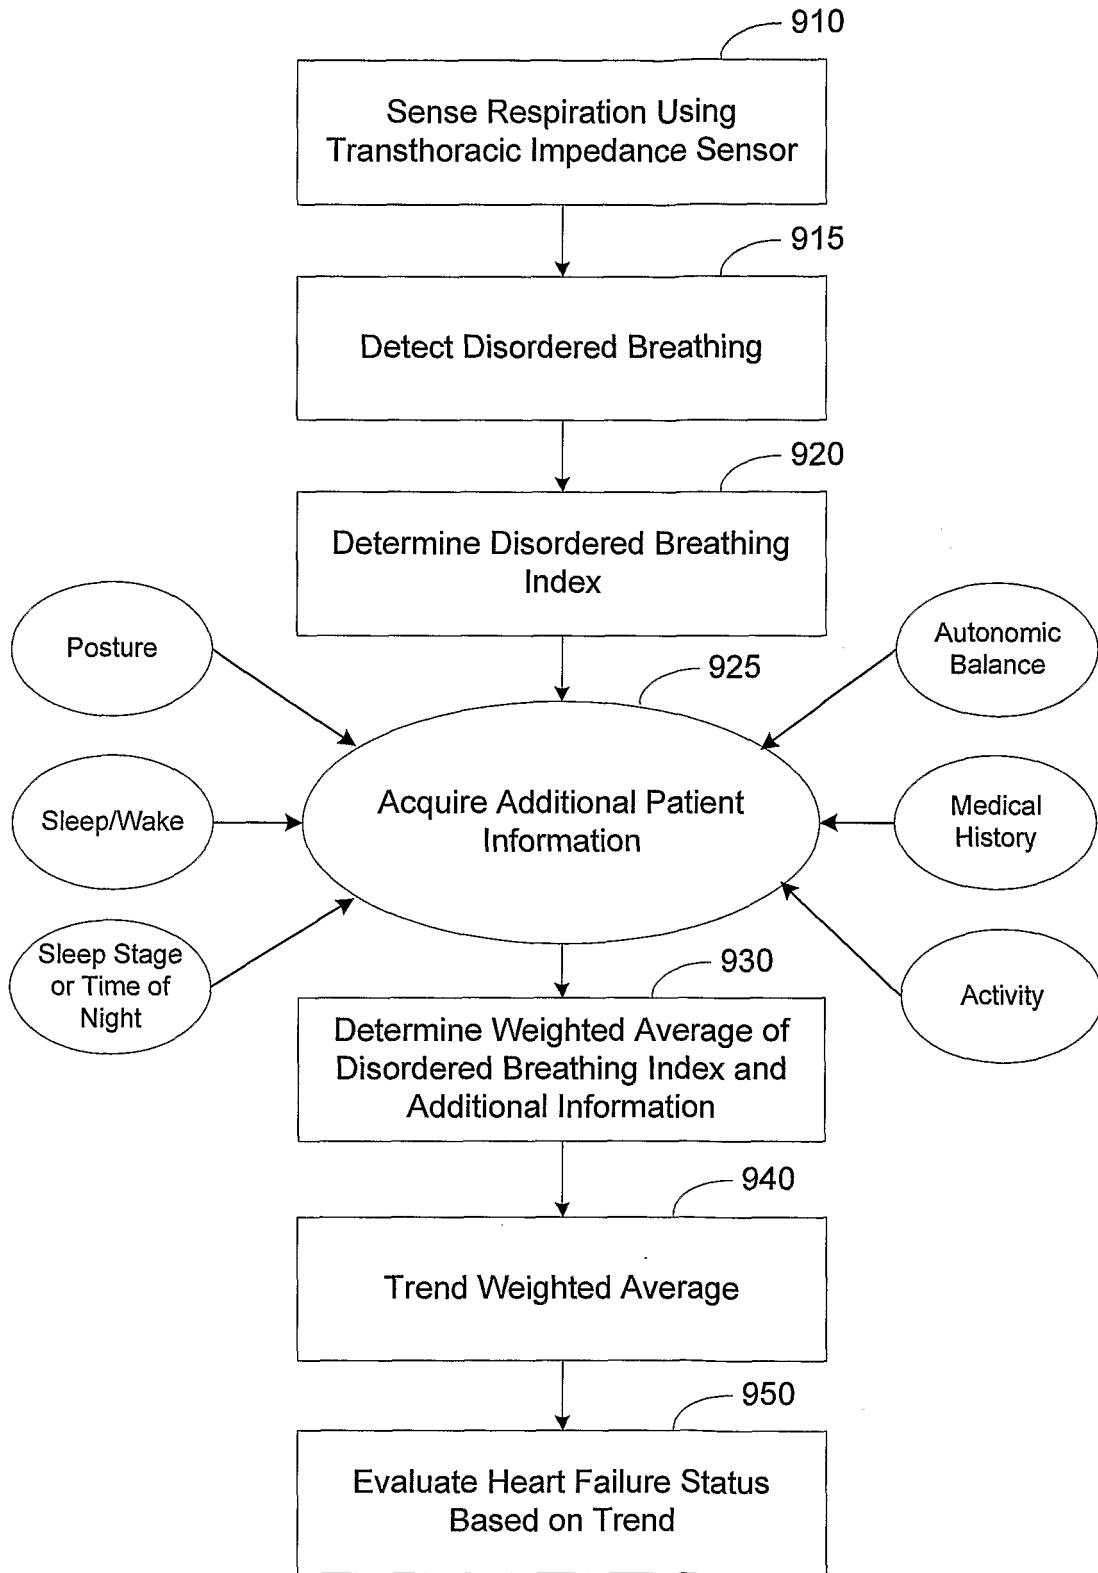 910
Sense Respiration Using
Transthoracic Impedance Sensor
915
Detect Disordered Breathing
920
Determine Disordered Breathing
Index
Posture
Autonomic
Balance
925
Acquire Additional Patient
Information
Sleep/Wake
Medical
History
Sleep Stage
or Time of
Night
Activity
930
Determine Weighted Average of
Disordered Breathing Index and
Additional Information
940
Trend Weighted Average
950
Evaluate Heart Failure Status
Based on Trend